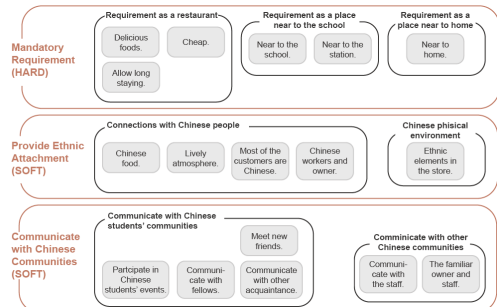 Mandatory
Requirement
(HARD)
Requirement as a restaurant
Delicious
foods.
Cheap.
Allow long
staying.
Requirement as a place
near to the school
Near to the
school.
Near to the
station.
Requirement as a
place near to home
Near to
home.
Provide Ethnic
Attachment
(SOFT)
Connections with Chinese people
Chinese
food.
Lively
atmosphere.
Most of the
customers are
Chinese.
Chinese
workers and
owner.
Chinese phisical
environment
Ethnic
elements in
the store.
Communicate
with Chinese
Communities
(SOFT)
Communicate with Chinese
students' communities
Meet new
friends.
Partcipate in
Chinese
students' events.
Communi-
cate with
fellows.
Communicate
with other
acquaintance.
Comminicate with other
Chinese communities
Communi-
cate with
the staff.
The familiar
owner and
staff.